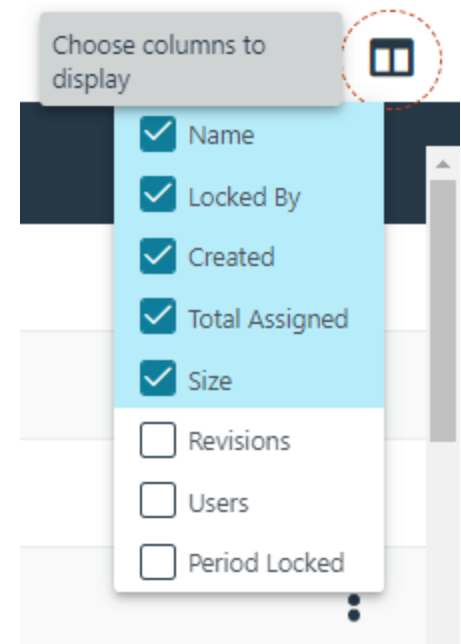 Choose columns to
display
Name
Locked By
Created
Total Assigned
Size
Revisions
Users
Period Locked